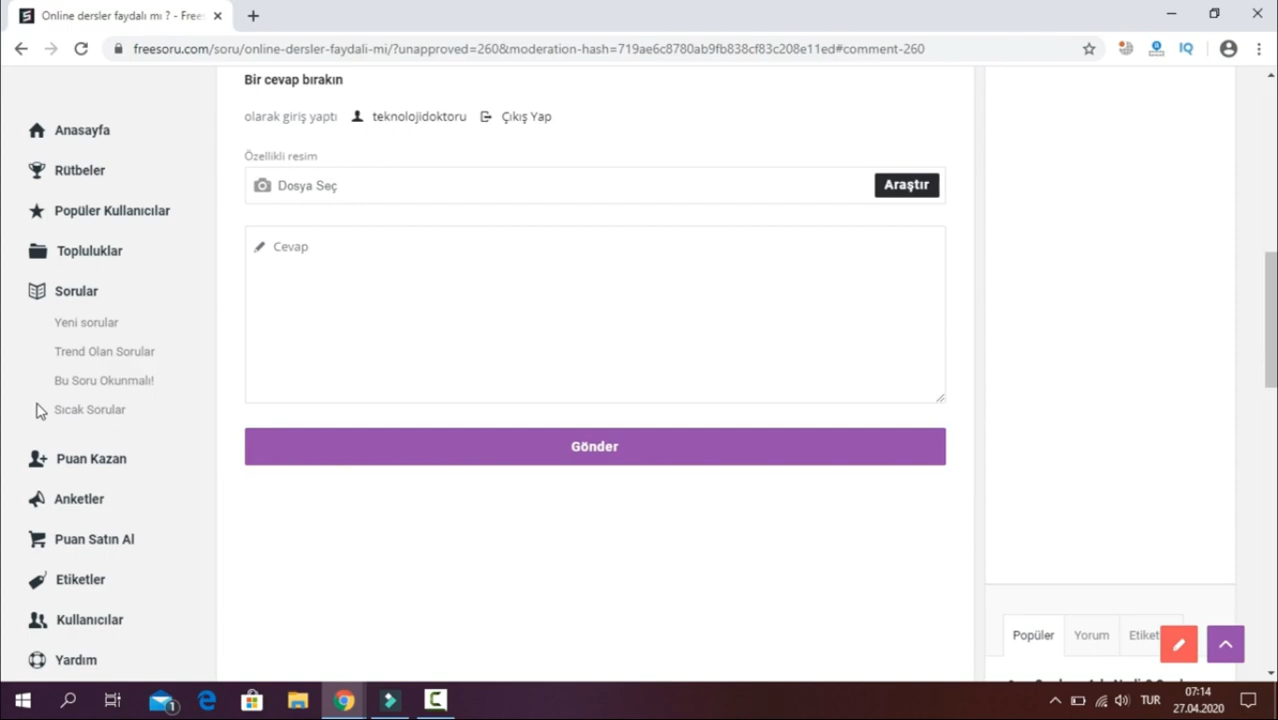 Online dersler faydalı mı ? - Frees
freesoru.com/soru/online-dersler-faydali-mi/?unapproved=260&moderation-hash=719ae6c8780ab9fb838cf83c208e11ed#comment-260
IQ
Anasayfa
Rütbeler
Popüler Kullanıcılar
Topluluklar
Sorular
Yeni sorular
Trend Olan Sorular
Bu Soru Okunmalı!
Sıcak Sorular
Puan Kazan
Anketler
Puan Satın Al
Etiketler
Kullanıcılar
Yardım
Bir cevap bırakın
olarak giriş yaptı teknolojidoktoru Çıkış Yap
Özellikli resim
Dosya Seç Araştır
Cevap
Gönder
Popüler Yorum Etiket
1
TUR
07:14
27.04.2020